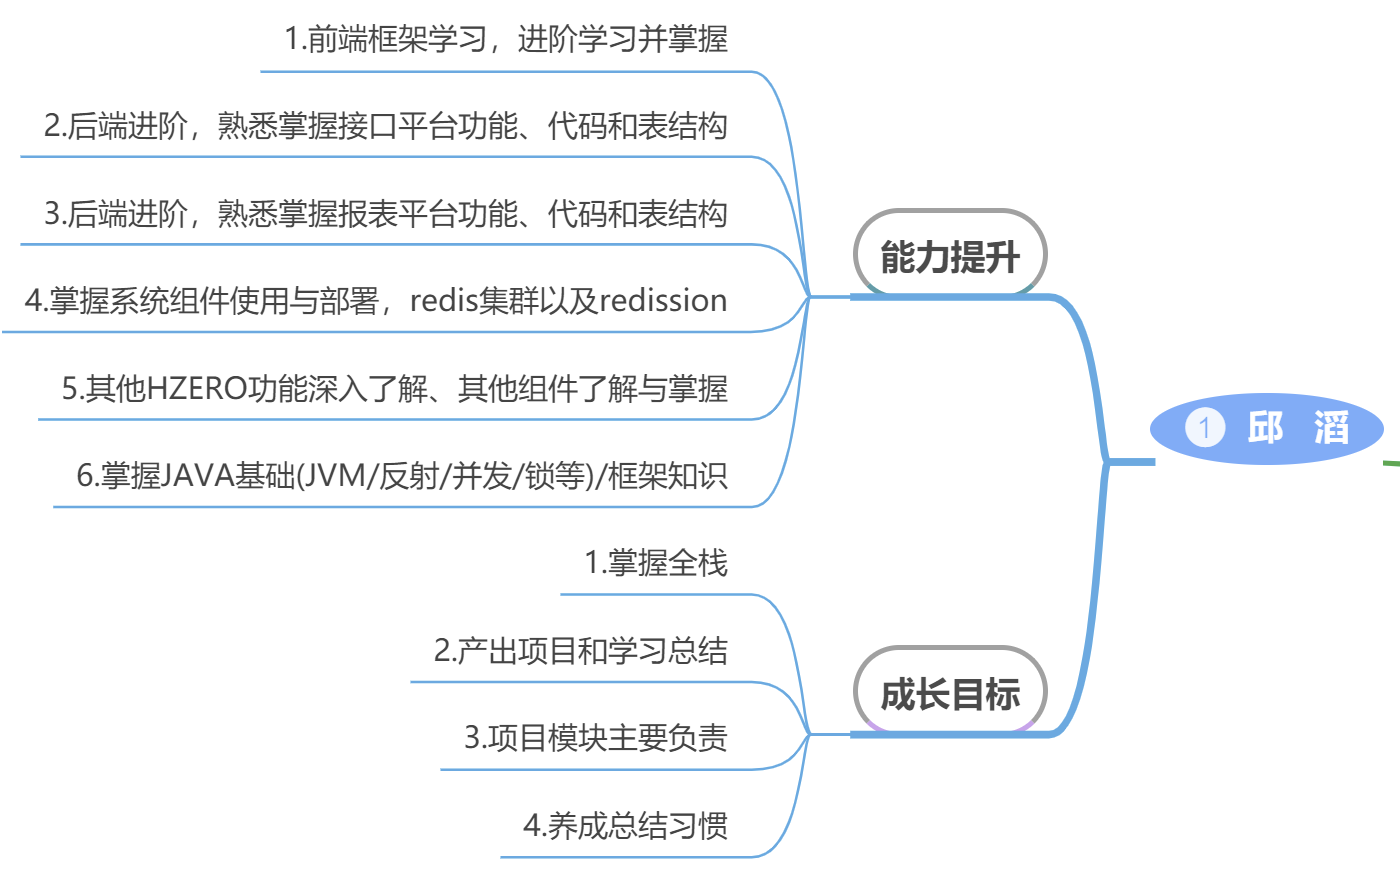 1.前端框架学习，进阶学习并掌握
2.后端进阶，熟悉掌握接口平台功能、代码和表结构
3.后端进阶，熟悉掌握报表平台功能、代码和表结构
能力提升
4.掌握系统组件使用与部署，redis集群以及redission
5.其他HZERO功能深入了解、其他组件了解与掌握
1 邱 滔
6.掌握JAVA基础(JVM/反射/并发/锁等)/框架知识
1.掌握全栈
2.产出项目和学习总结
成长目标
3.项目模块主要负责
4.养成总结习惯